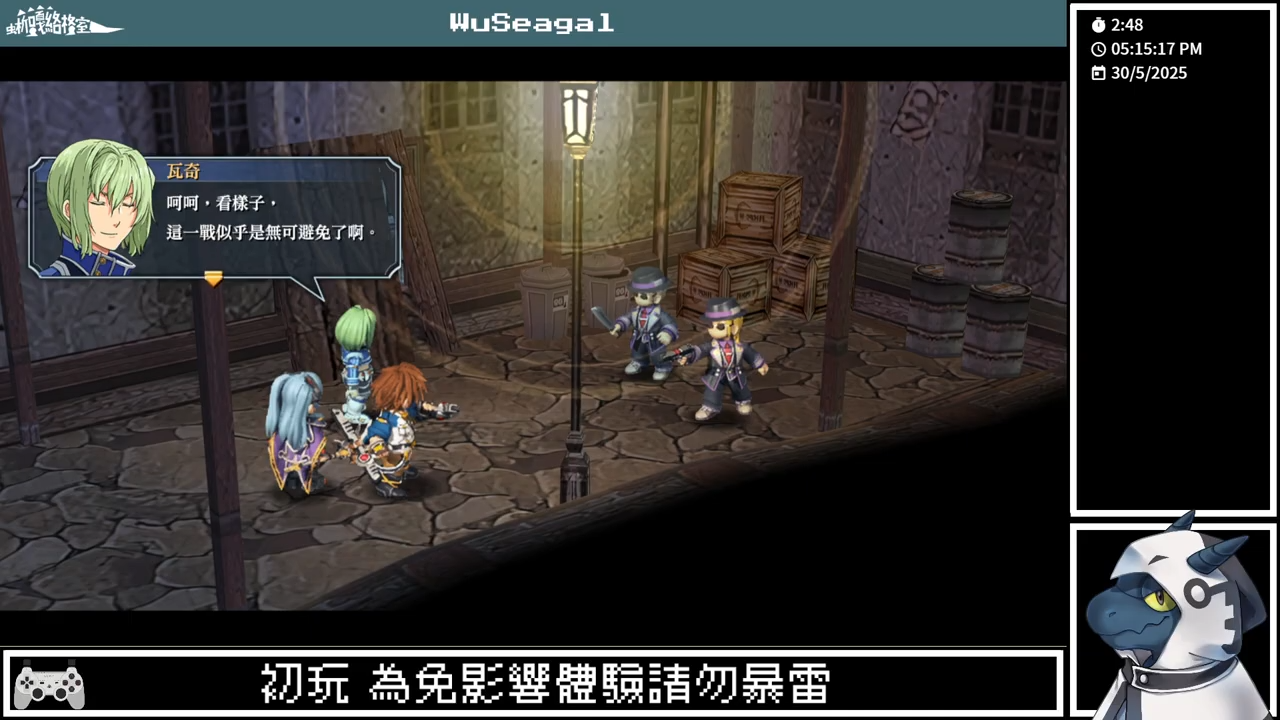 WuSeagal
2:48
05:15:17 PM
30/5/2025
瓦奇
呵呵，看樣子，
這一戰似乎是無可避免了啊。
初玩 為免影響體驗請勿暴雷